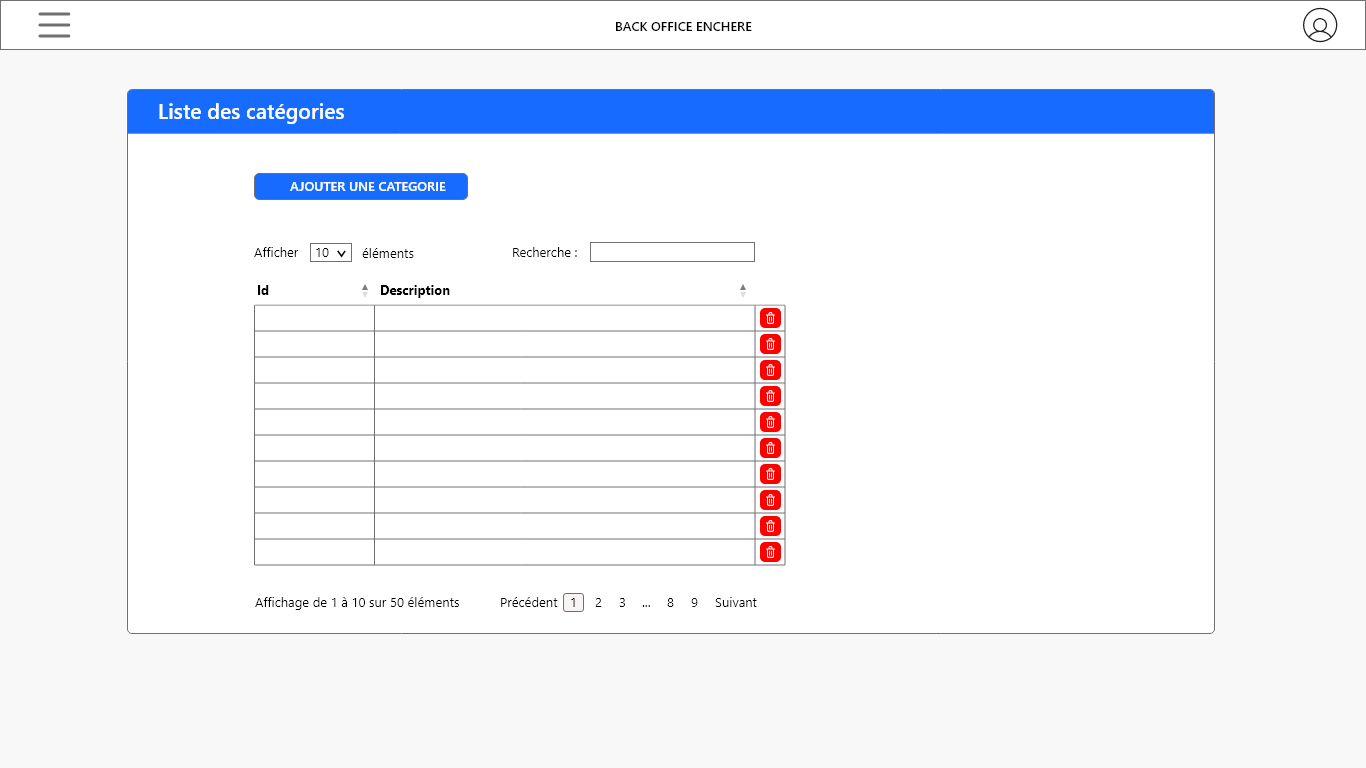 BACK OFFICE ENCHERE
Liste des catégories
AJOUTER UNE CATEGORIE
Afficher 10 éléments Recherche :
Id Description
Affichage de 1 à 10 sur 50 éléments Précédent 1 2 3 ... 8 9 Suivant